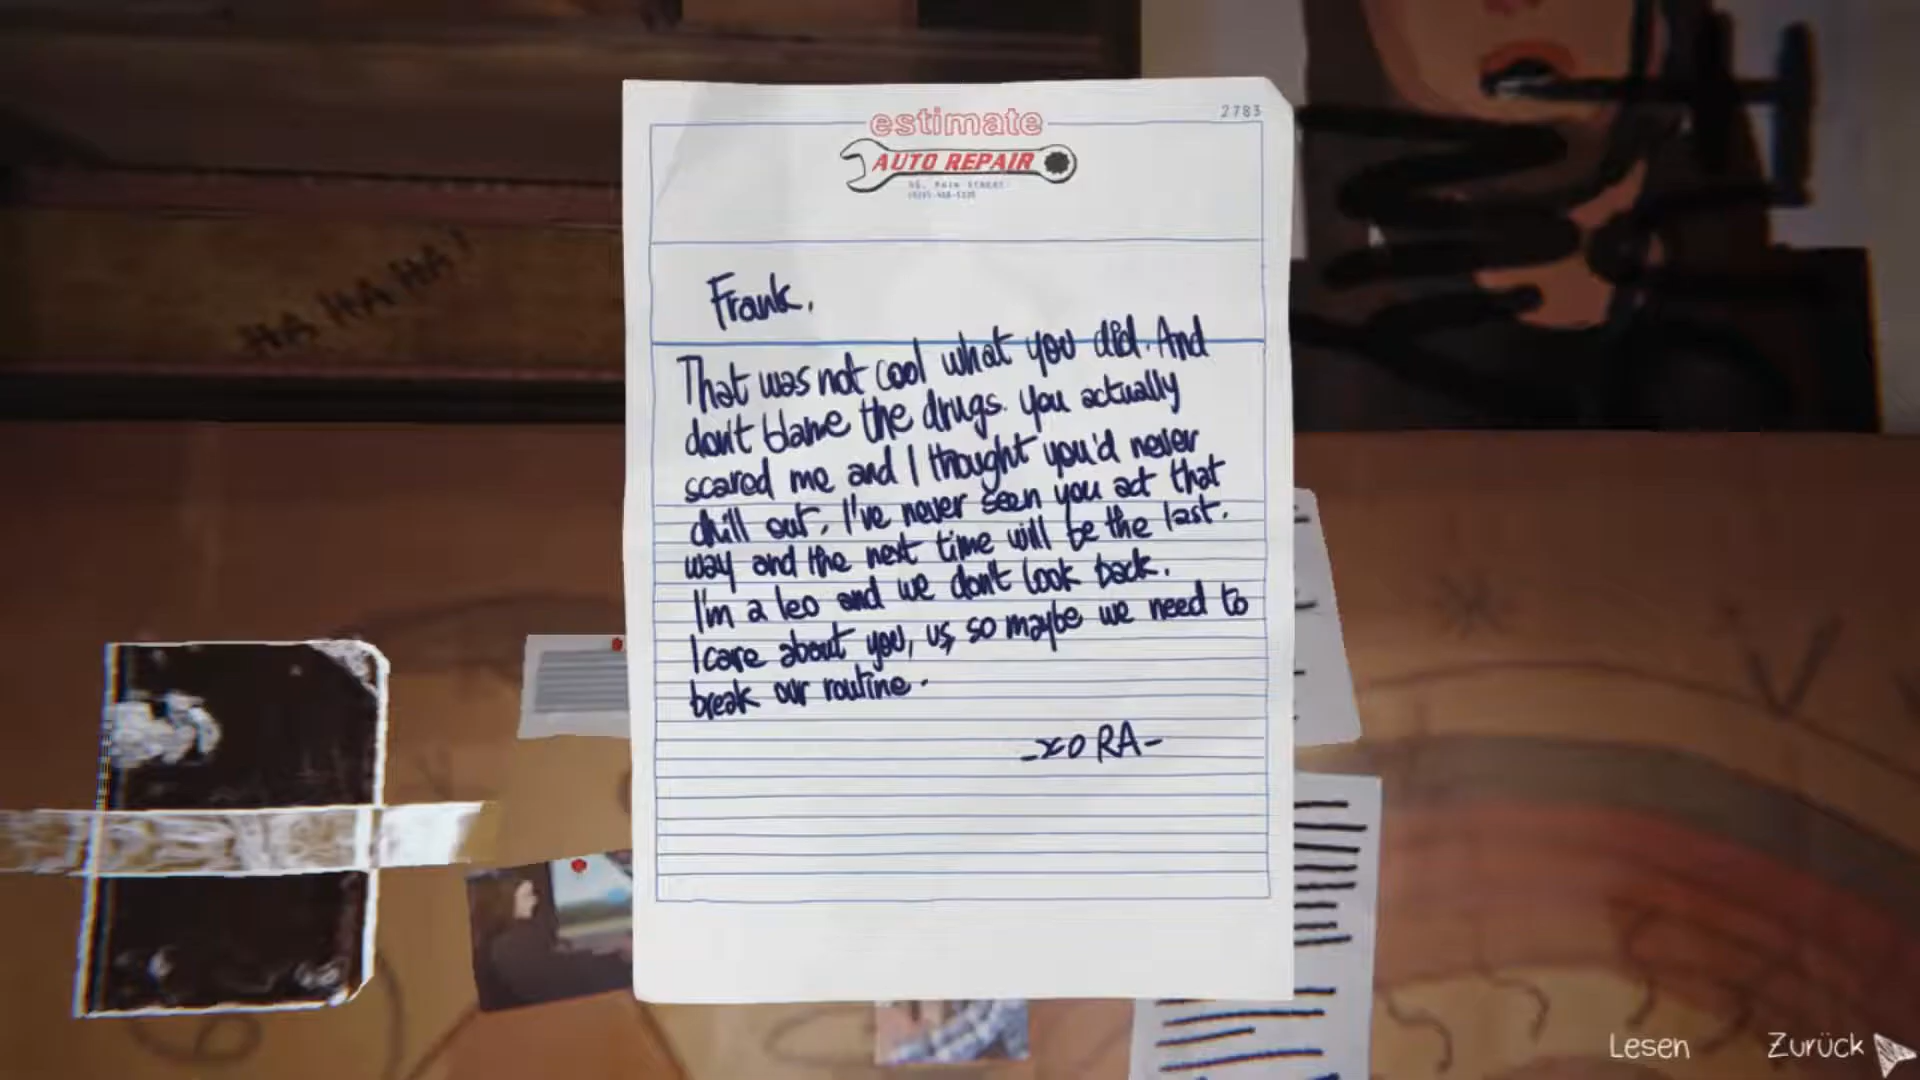 estimate
2783
AUTO REPAIR
HA HA HA!
Frank,
That was not cool what you did. And
don't blame the drugs. You actually
scared me and I thought you'd never
chill out. I've never seen you act that
way and the next time will be the last.
I'm a leo and we don't look back.
I care about you, us, so maybe we need to
break our routine.
-xo RA-
Lesen
Zurück